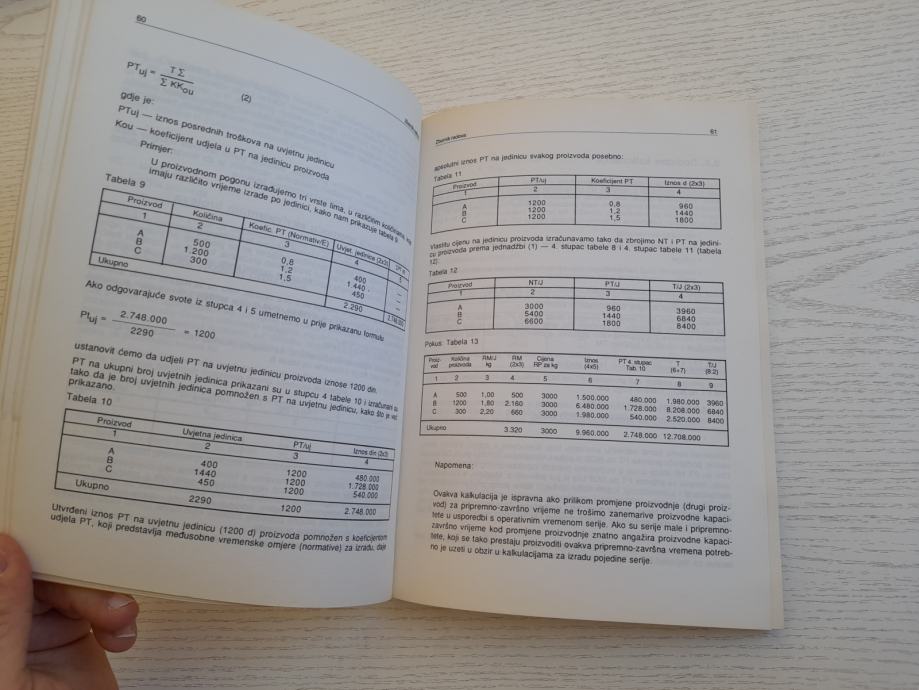 60
PTuj = TΣ / Σ KKou (2)
gdje je:
PTuj — iznos posrednih troškova na uvjetnu jedinicu
Kou — koeficijent udjela u PT na jedinicu proizvoda
Primjer:
U proizvodnom pogonu izrađujemo tri vrste lima, u različitim količinama,
imaju različito vrijeme izrade po jedinici, kako nam prikazuje tabela 9.
Tabela 9
Proizvod Količina Koefic. PT (Normativ/E) Uvjet. jedinice (2x3)
1 2 3 4
A 500 0,8 400 —
B 1.200 1,2 1.440 —
C 300 1,5 450 —
Ukupno 2.290 2.748.000
Ako odgovarajuće svote iz stupca 4 i 5 umetnemo u prije prikazanu formulu
Ptuj = 2.748.000 / 2290 = 1200
ustanovit ćemo da udjeli PT na uvjetnu jedinicu proizvoda iznose 1200 din.
PT na ukupni broj uvjetnih jedinica prikazani su u stupcu 4 tabele 10 i izračunati su
tako da je broj uvjetnih jedinica pomnožen s PT na uvjetnu jedinicu, kako što je već
prikazano.
Tabela 10
Proizvod Uvjetna jedinica PT/uj Iznos din (2x3)
1 2 3 4
A 400 1200 480.000
B 1440 1200 1.728.000
C 450 1200 540.000
Ukupno 2290 1200 2.748.000
Utvrđeni iznos PT na uvjetnu jedinicu (1200 d) proizvoda pomnožen s koeficijentom
udjela PT, koji predstavlja međusobne vremenske omjere (normative) za izradu, daje
Zbornik radova 61
apsolutni iznos PT na jedinicu svakog proizvoda posebno:
Tabela 11
Proizvod PT/uj Koeficijent PT Iznos d (2x3)
1 2 3 4
A 1200 0,8 960
B 1200 1,2 1440
C 1200 1,5 1800
Vlastitu cijenu na jedinicu proizvoda izračunavamo tako da zbrojimo NT i PT na jedini-
cu proizvoda prema jednadžbi (1) — 4. stupac tabele 8 i 4. stupac tabele 11 (tabela
12).
Tabela 12
Proizvod NT/J PT/J T/J (2x3)
1 2 3 4
A 3000 960 3960
B 5400 1440 6840
C 6600 1800 8400
Pokus: Tabela 13
Proiz-vod Količina proizvoda RM/J kg RM (2x3) Cijena RP za kg Iznos (4x5) PT 4. stupac Tab. 10 T (6+7) T/J (8:2)
1 2 3 4 5 6 7 8 9
A 500 1,00 500 3000 1.500.000 480.000 1.980.000 3960
B 1200 1,80 2.160 3000 6.480.000 1.728.000 8.208.000 6840
C 300 2,20 660 3000 1.980.000 540.000 2.520.000 8400
Ukupno 3.320 3000 9.960.000 2.748.000 12.708.000
Napomena:
Ovakva kalkulacija je ispravna ako prilikom promjene proizvodnje (drugi proiz-
vod) za pripremno-završno vrijeme ne trošimo zanemarive proizvodne kapaci-
tete u usporedbi s operativnim vremenom serije. Ako su serije male i pripremno-
završno vrijeme kod promjene proizvodnje znatno angažira proizvodne kapaci-
tete, koji se tako prestaju proizvoditi ovakva pripremno-završna vremena potreb-
no je uzeti u obzir u kalkulacijama za izradu pojedine serije.